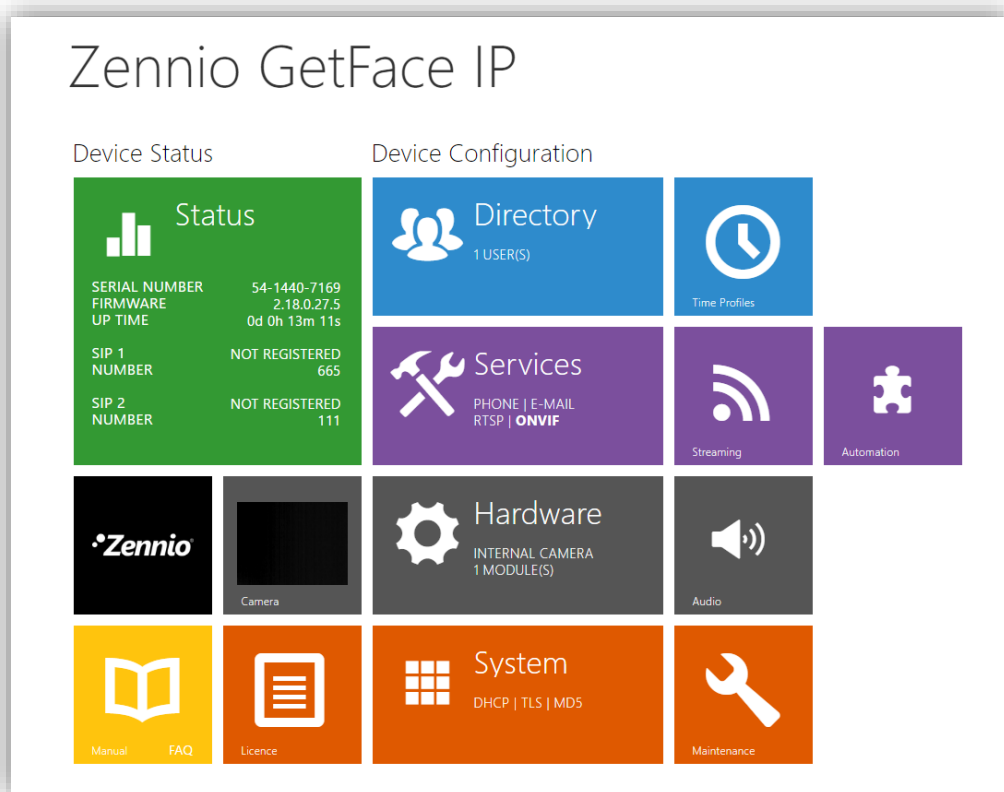 Zennio GetFace IP
Device Status
Device Configuration
Status
SERIAL NUMBER 54-1440-7169
FIRMWARE 2.18.0.27.5
UP TIME 0d 0h 13m 11s
SIP 1 NOT REGISTERED
NUMBER 665
SIP 2 NOT REGISTERED
NUMBER 111
Directory
1 USER(S)
Time Profiles
Services
PHONE | E-MAIL
RTSP | ONVIF
Streaming
Automation
Zennio
Camera
Hardware
INTERNAL CAMERA
1 MODULE(S)
Audio
Manual FAQ
Licence
System
DHCP | TLS | MD5
Maintenance